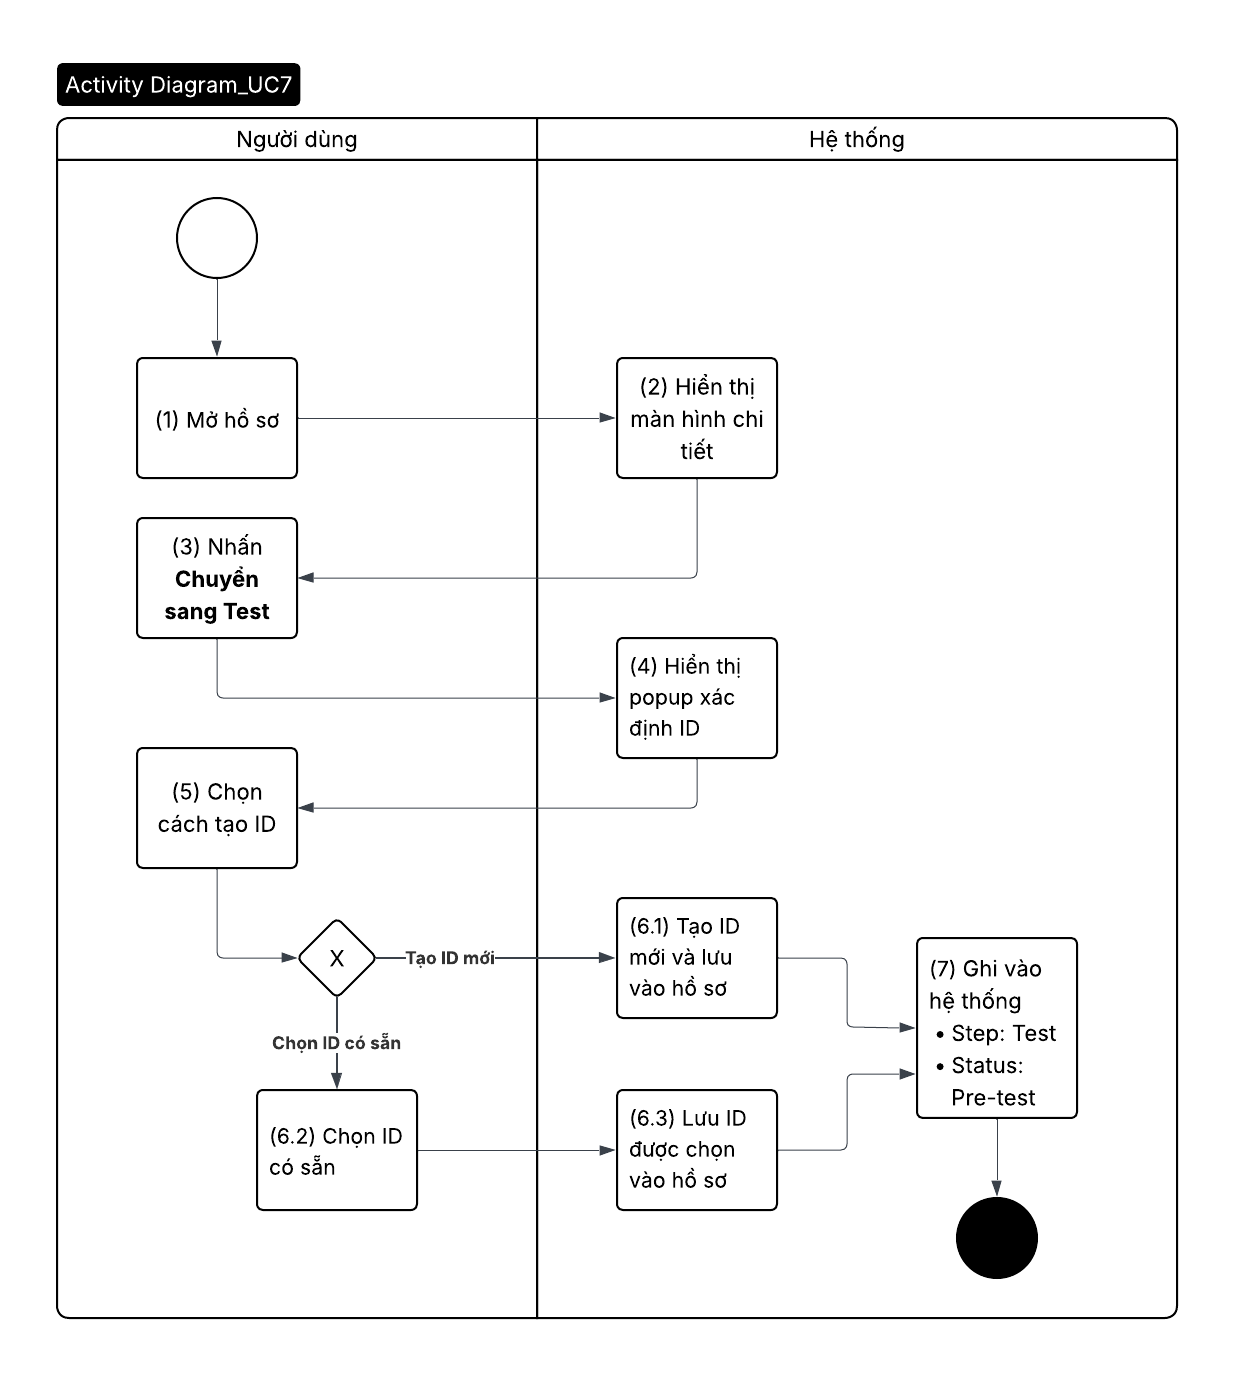 Activity Diagram_UC7
Người dùng
Hệ thống
(1) Mở hồ sơ
(2) Hiển thị
màn hình chi
tiết
(3) Nhấn
Chuyển
sang Test
(4) Hiển thị
popup xác
định ID
(5) Chọn
cách tạo ID
X
Tạo ID mới
(6.1) Tạo ID
mới và lưu
vào hồ sơ
(7) Ghi vào
hệ thống
• Step: Test
• Status:
Pre-test
Chọn ID có sẵn
(6.2) Chọn ID
có sẵn
(6.3) Lưu ID
được chọn
vào hồ sơ